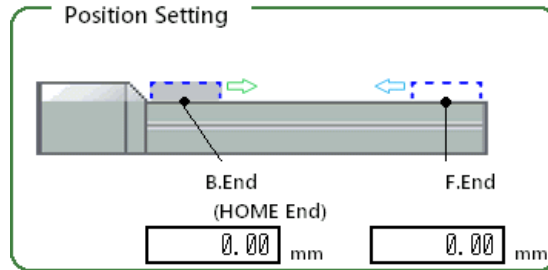 Position Setting
B.End
F.End
(HOME End)
0.00 mm
0.00 mm